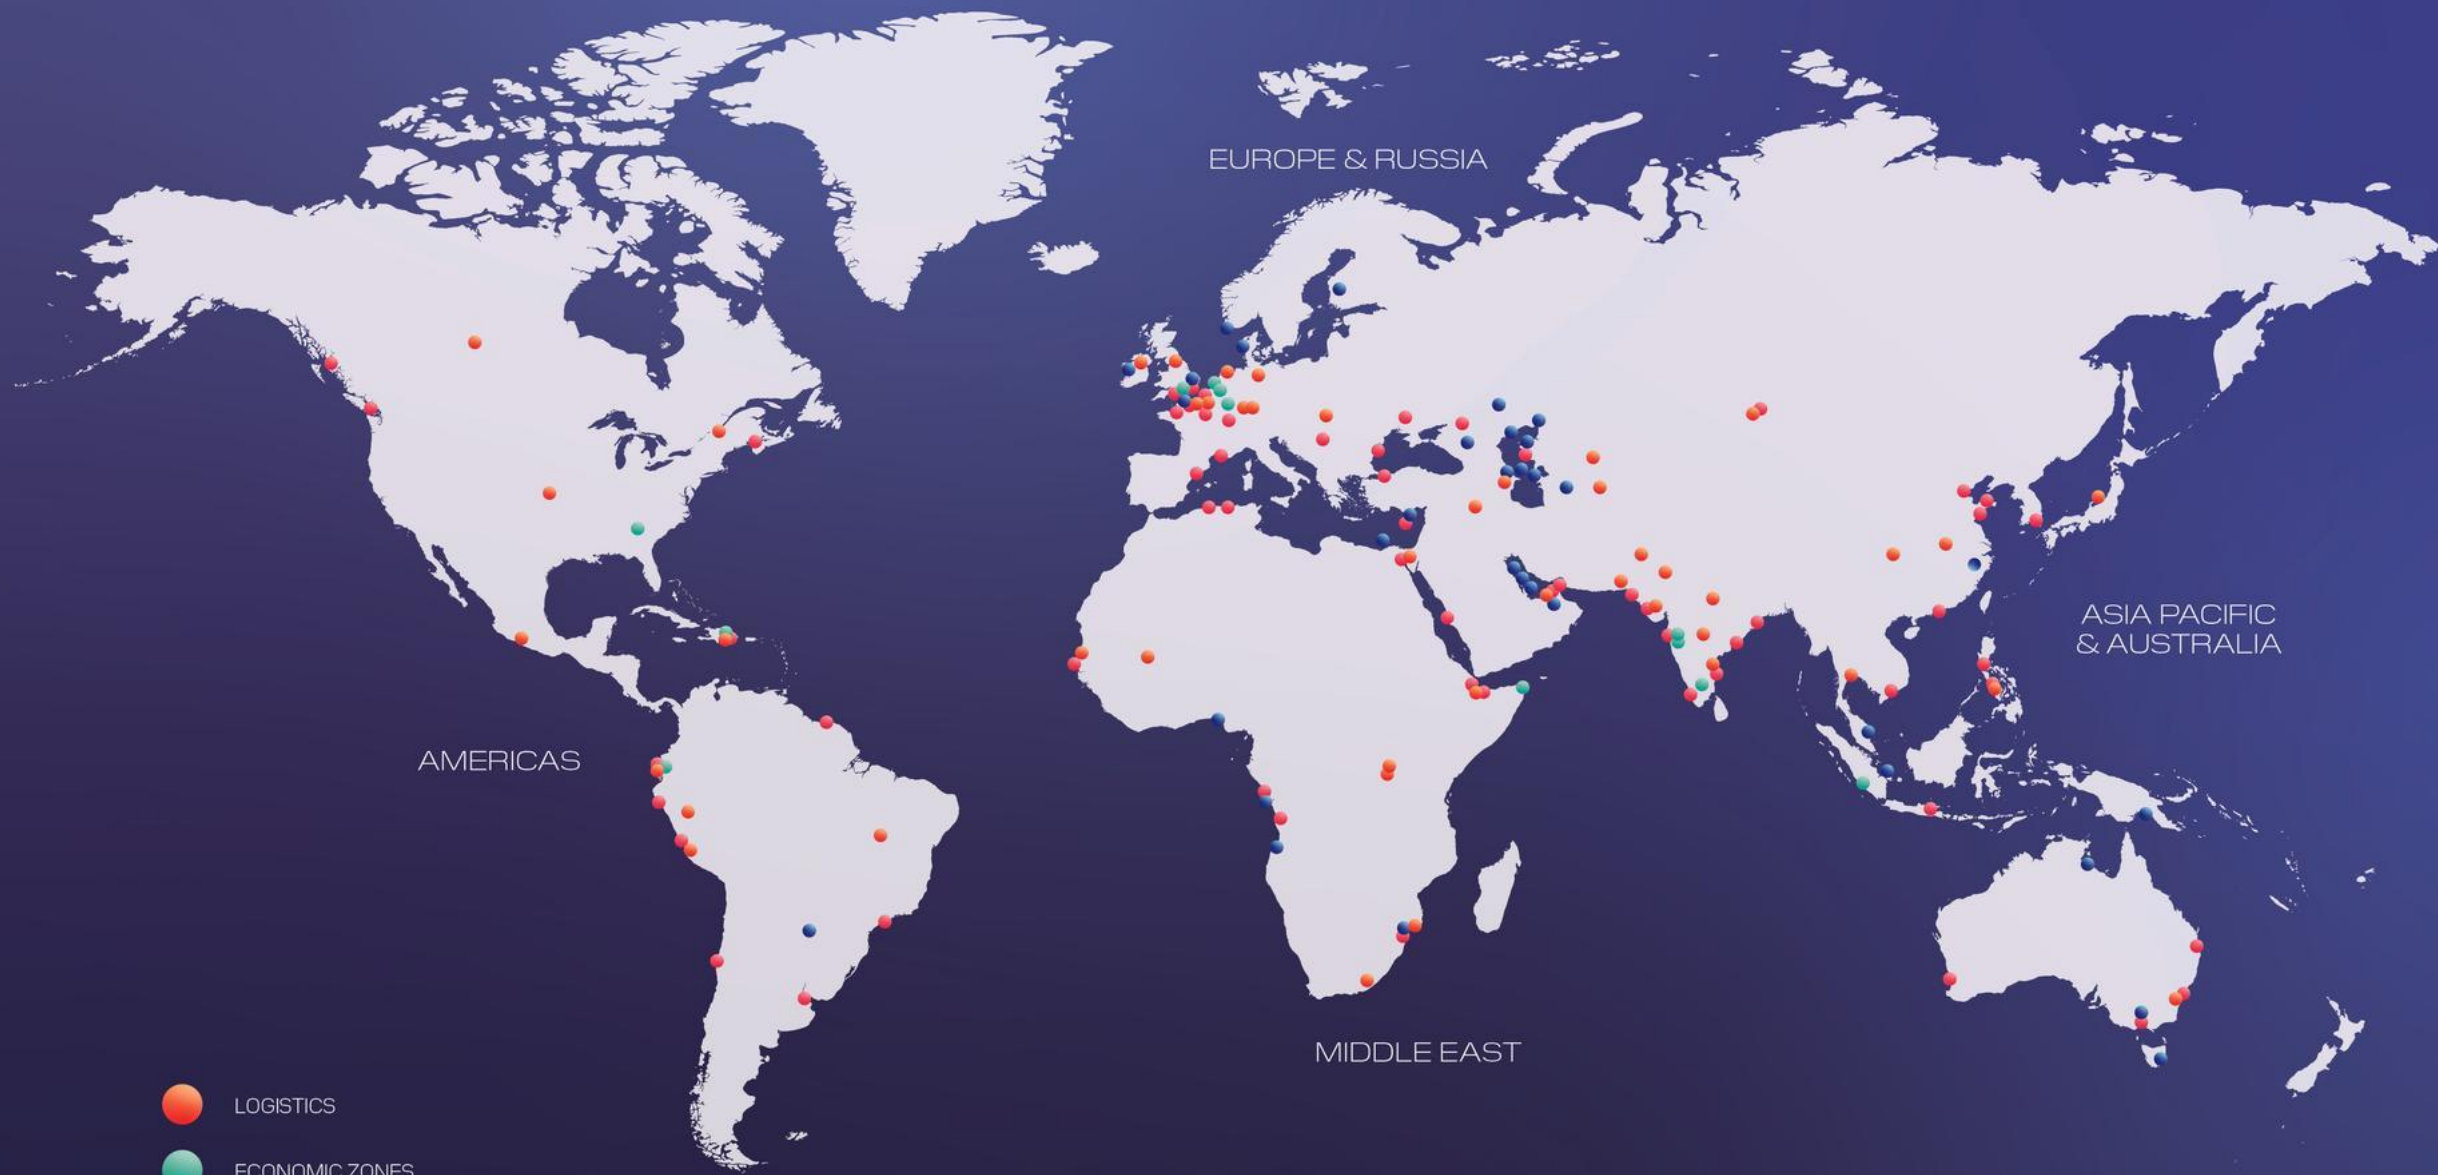 EUROPE & RUSSIA
ASIA PACIFIC
& AUSTRALIA
AMERICAS
MIDDLE EAST
LOGISTICS
ECONOMIC ZONES